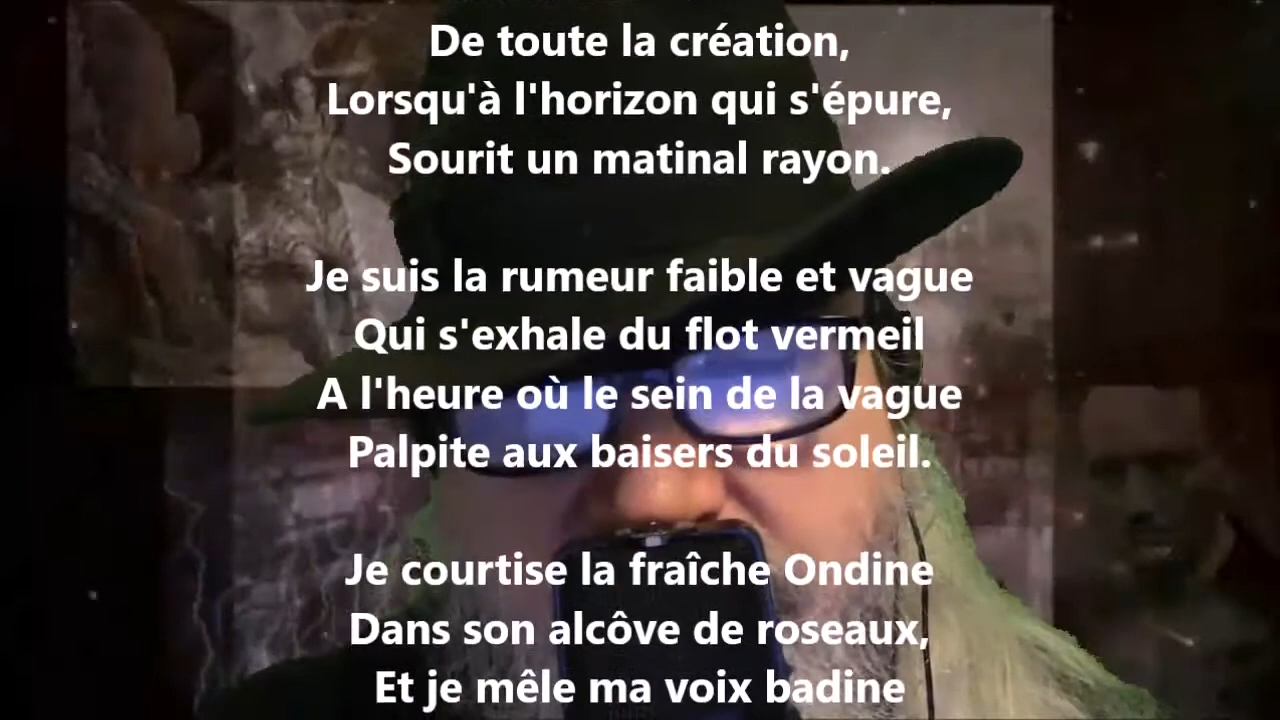 De toute la création,
Lorsqu'à l'horizon qui s'épure,
Sourit un matinal rayon.
Je suis la rumeur faible et vague
Qui s'exhale du flot vermeil
A l'heure où le sein de la vague
Palpite aux baisers du soleil.
Je courtise la fraîche Ondine
Dans son alcôve de roseaux,
Et je mêle ma voix badine